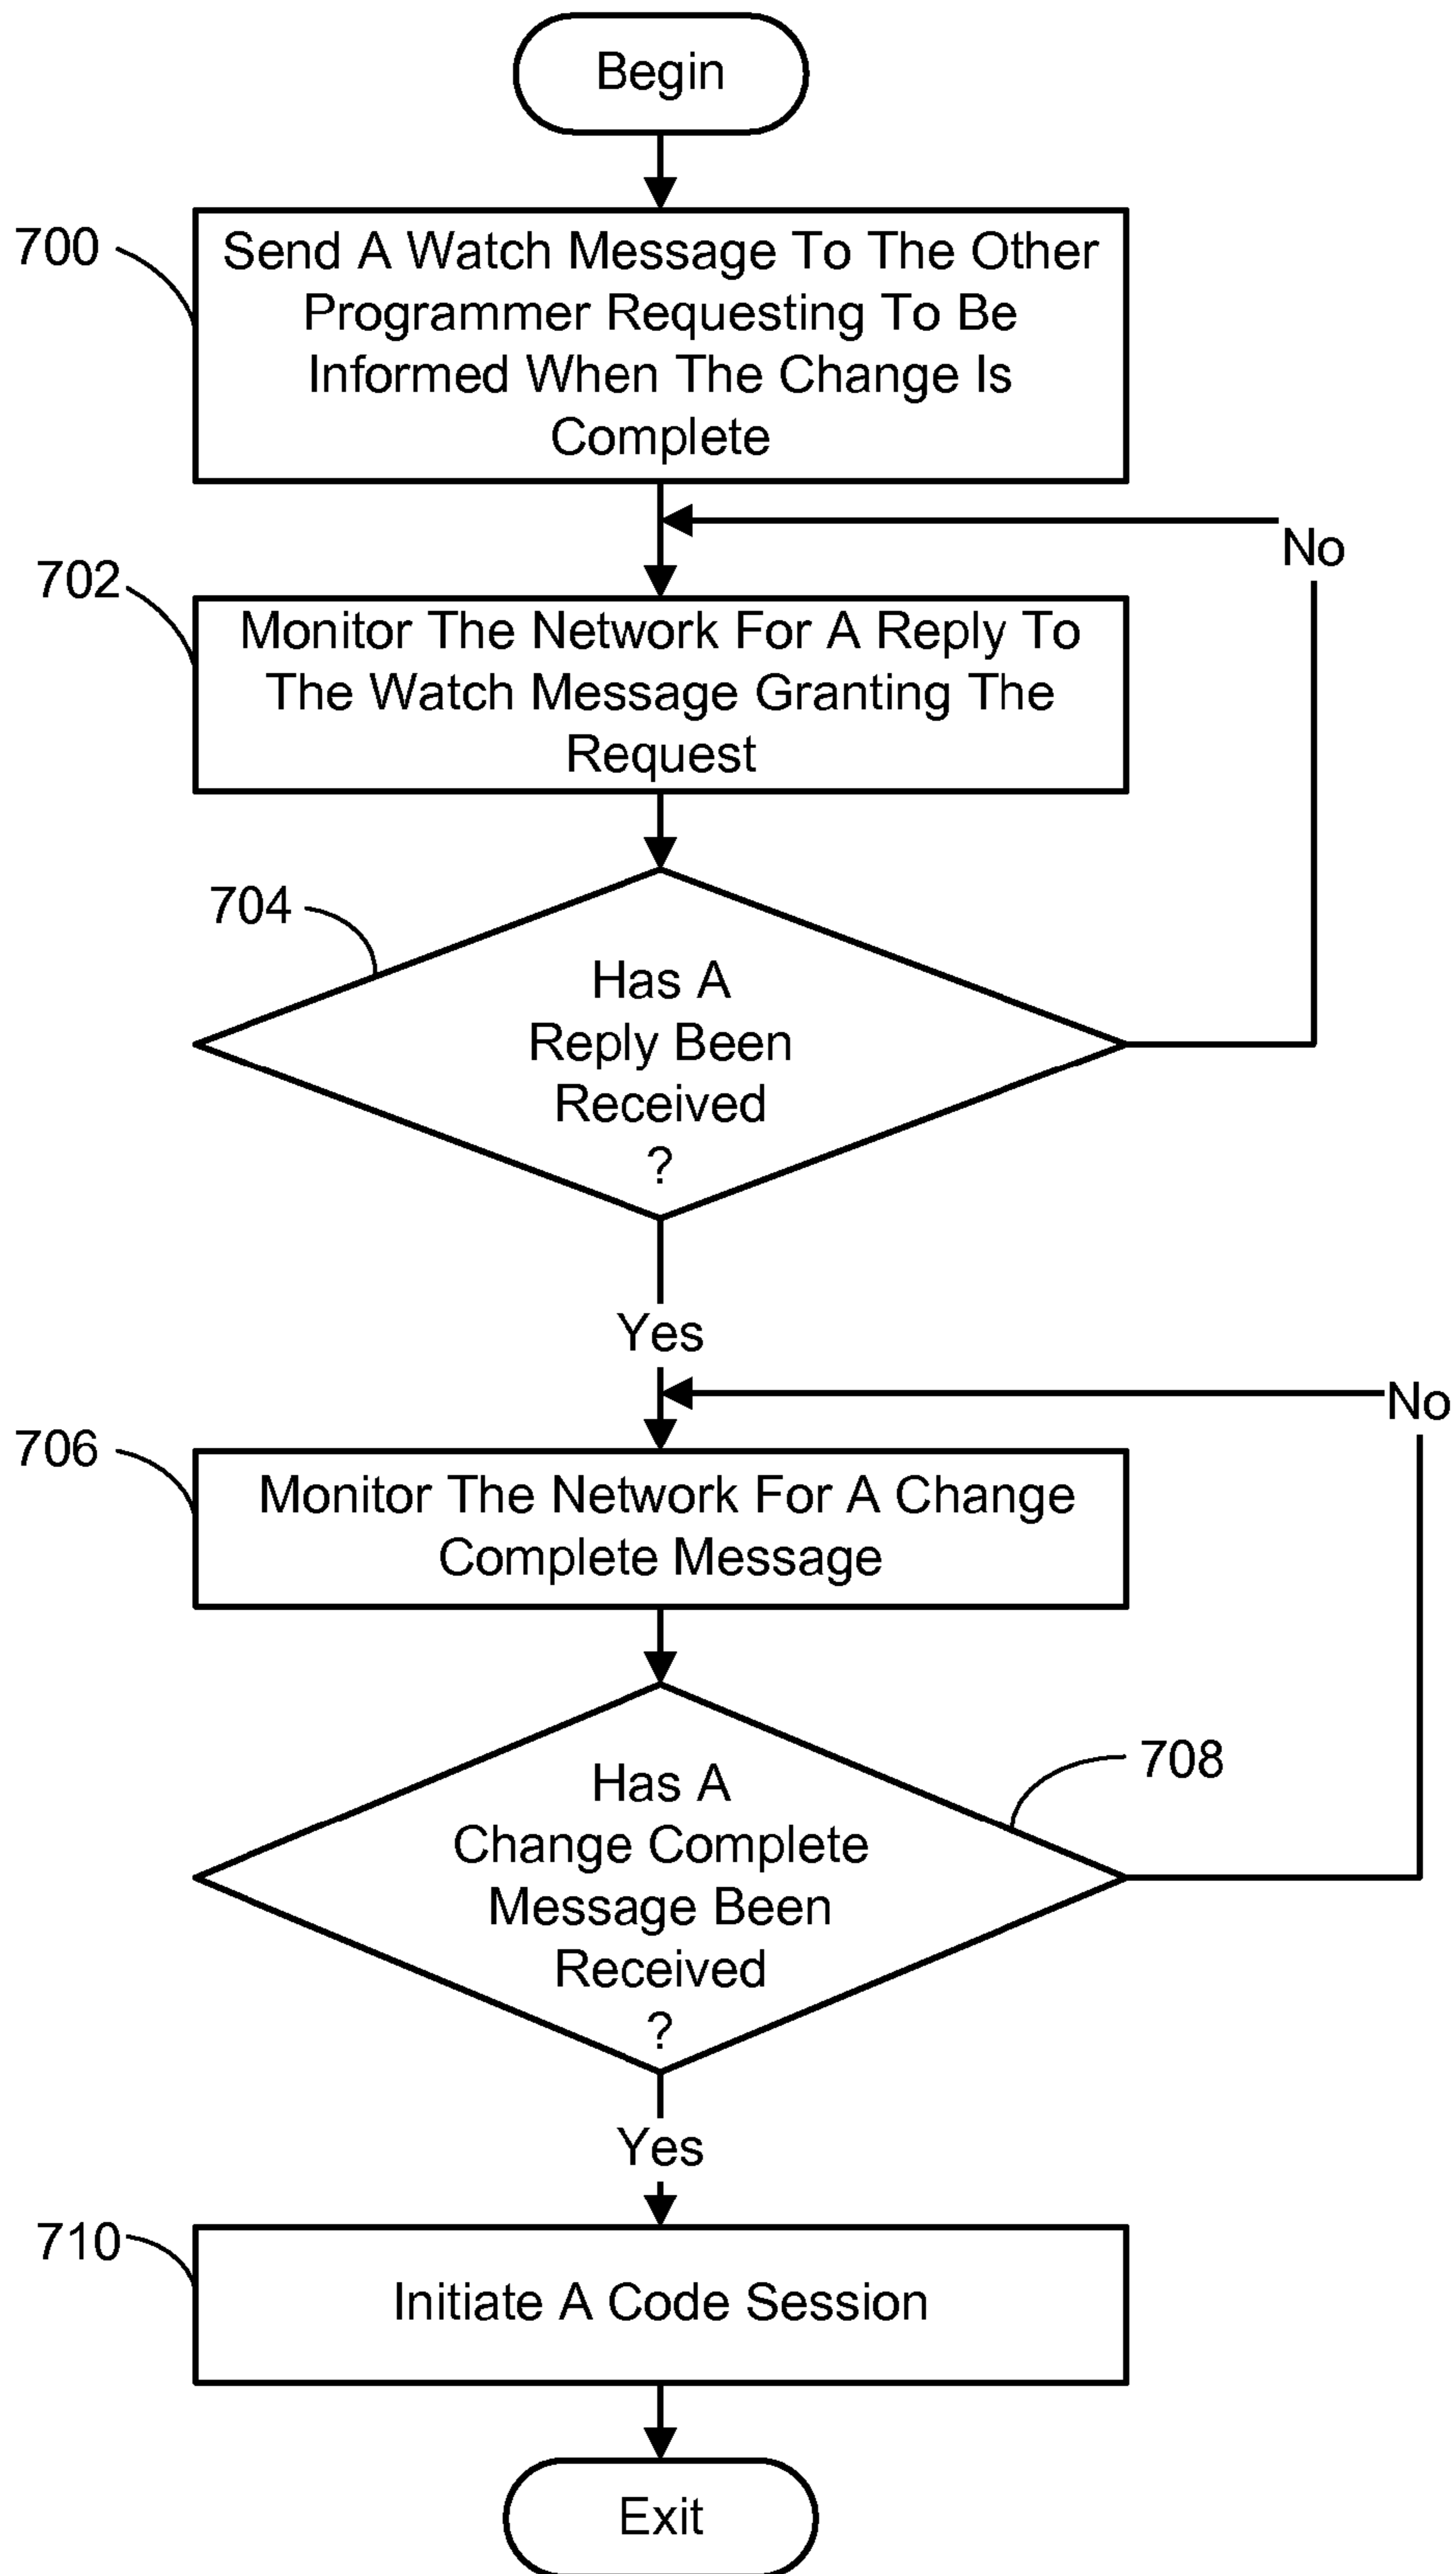 Begin
700
Send A Watch Message To The Other
Programmer Requesting To Be
Informed When The Change Is
Complete
No
702
Monitor The Network For A Reply To
The Watch Message Granting The
Request
704
Has A
Reply Been
Received
?
Yes
No
706
Monitor The Network For A Change
Complete Message
708
Has A
Change Complete
Message Been
Received
?
Yes
710
Initiate A Code Session
Exit